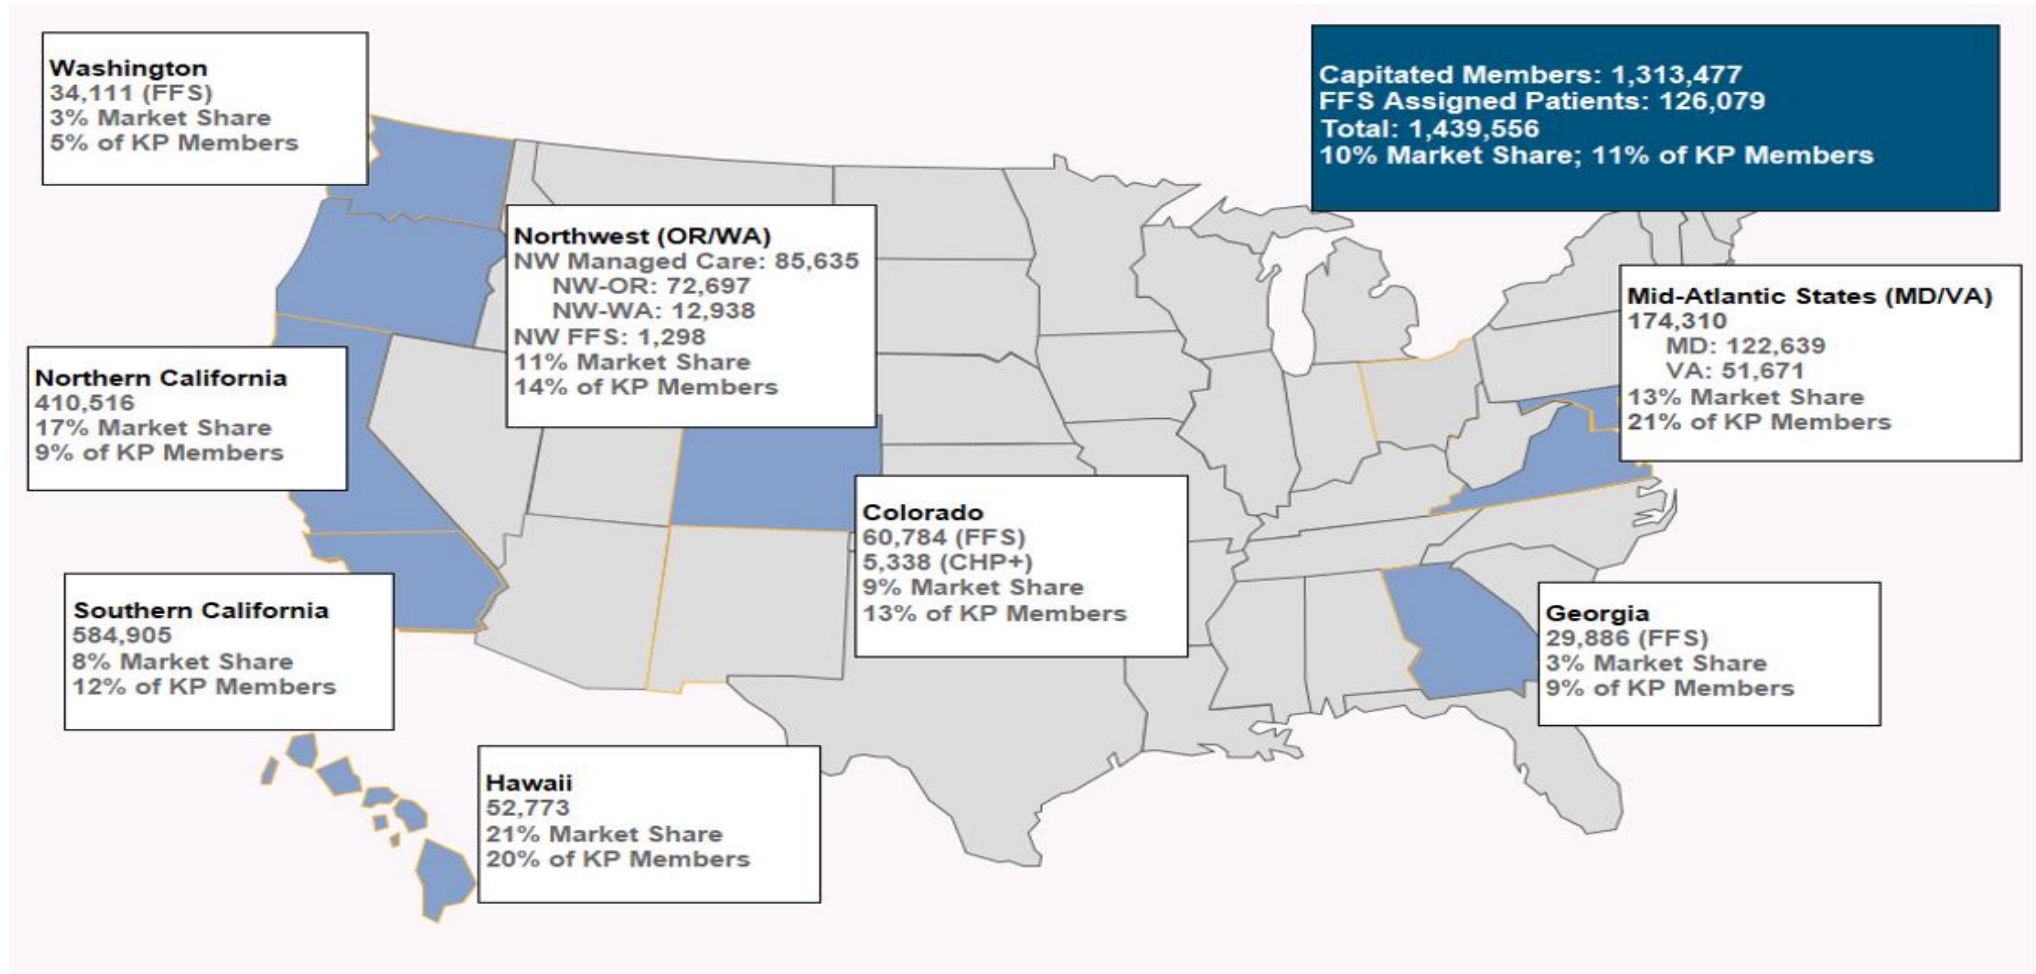 Washington
34,111 (FFS)
3% Market Share
5% of KP Members
Capitated Members: 1,313,477
FFS Assigned Patients: 126,079
Total: 1,439,556
10% Market Share; 11% of KP Members
Northwest (OR/WA)
NW Managed Care: 85,635
NW-OR: 72,697
NW-WA: 12,938
NW FFS: 1,298
11% Market Share
14% of KP Members
Mid-Atlantic States (MD/VA)
174,310
MD: 122,639
VA: 51,671
13% Market Share
21% of KP Members
Northern California
410,516
17% Market Share
9% of KP Members
Colorado
60,784 (FFS)
5,338 (CHP+)
9% Market Share
13% of KP Members
Southern California
584,905
8% Market Share
12% of KP Members
Georgia
29,886 (FFS)
3% Market Share
9% of KP Members
Hawaii
52,773
21% Market Share
20% of KP Members